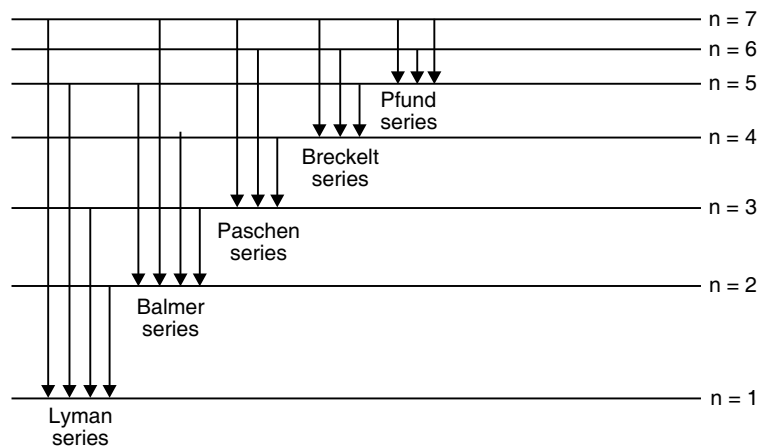 n = 7
n = 6
n = 5
Pfund
series
n = 4
Breckelt
series
n = 3
Paschen
series
n = 2
Balmer
series
n = 1
Lyman
series